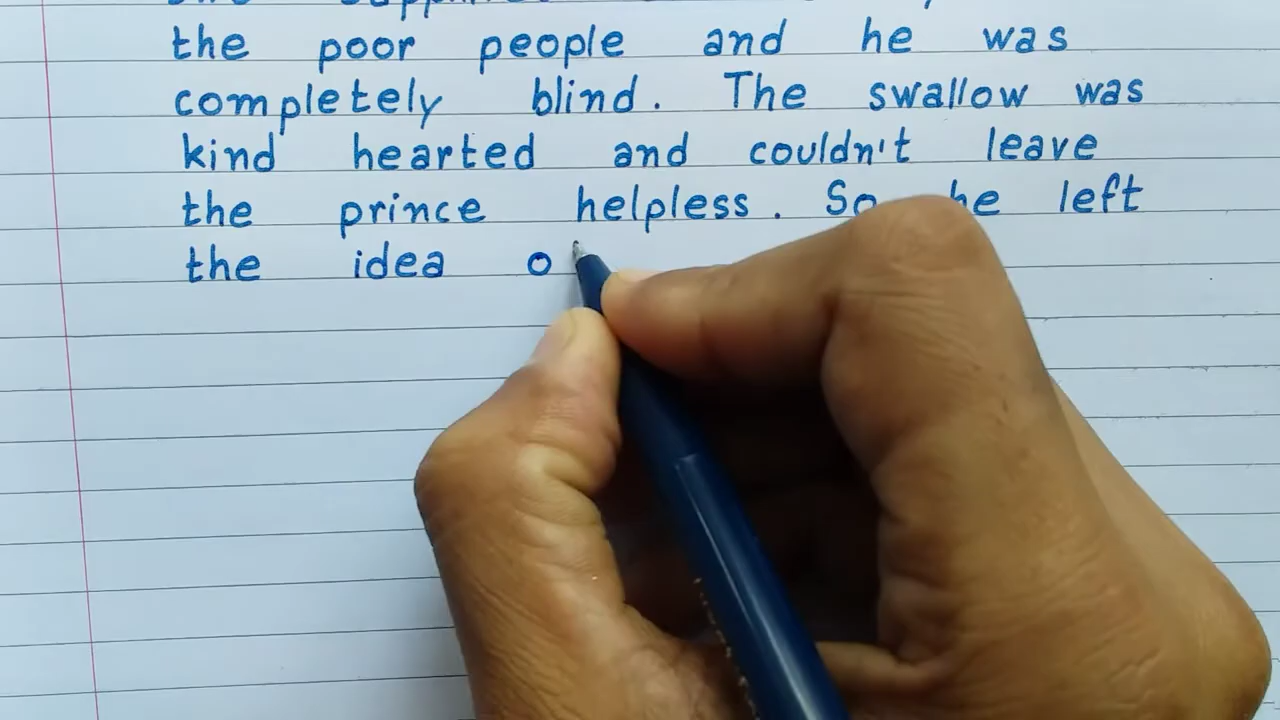 the poor people and he was
completely blind. The swallow was
kind hearted and couldn't leave
the prince helpless. So he left
the idea o